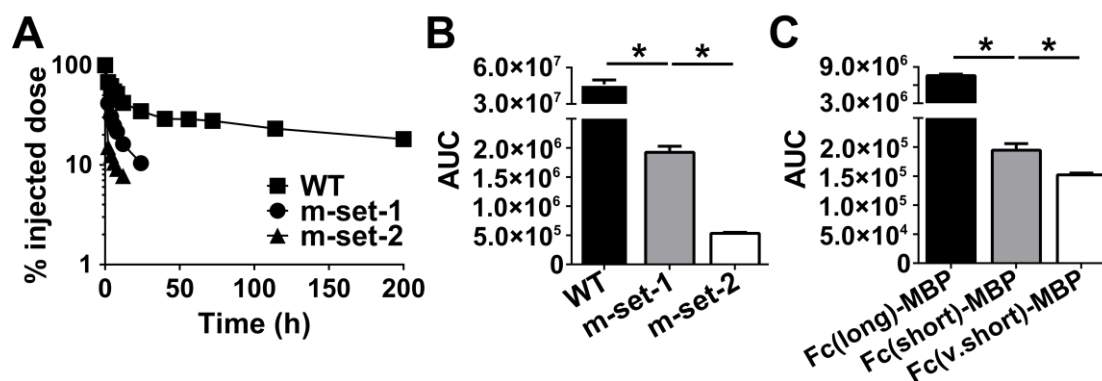 A
% injected dose
100
10
1
0
50
100
150
200
Time (h)
WT
m-set-1
m-set-2
B
AUC
6.0×10⁷
3.0×10⁷
2.0×10⁶
1.5×10⁶
1.0×10⁶
5.0×10⁵
0
* *
WT
m-set-1
m-set-2
C
AUC
9.0×10⁶
3.0×10⁶
2.0×10⁵
1.5×10⁵
1.0×10⁵
5.0×10⁴
0
* *
Fc(long)-MBP
Fc(short)-MBP
Fc(v.short)-MBP